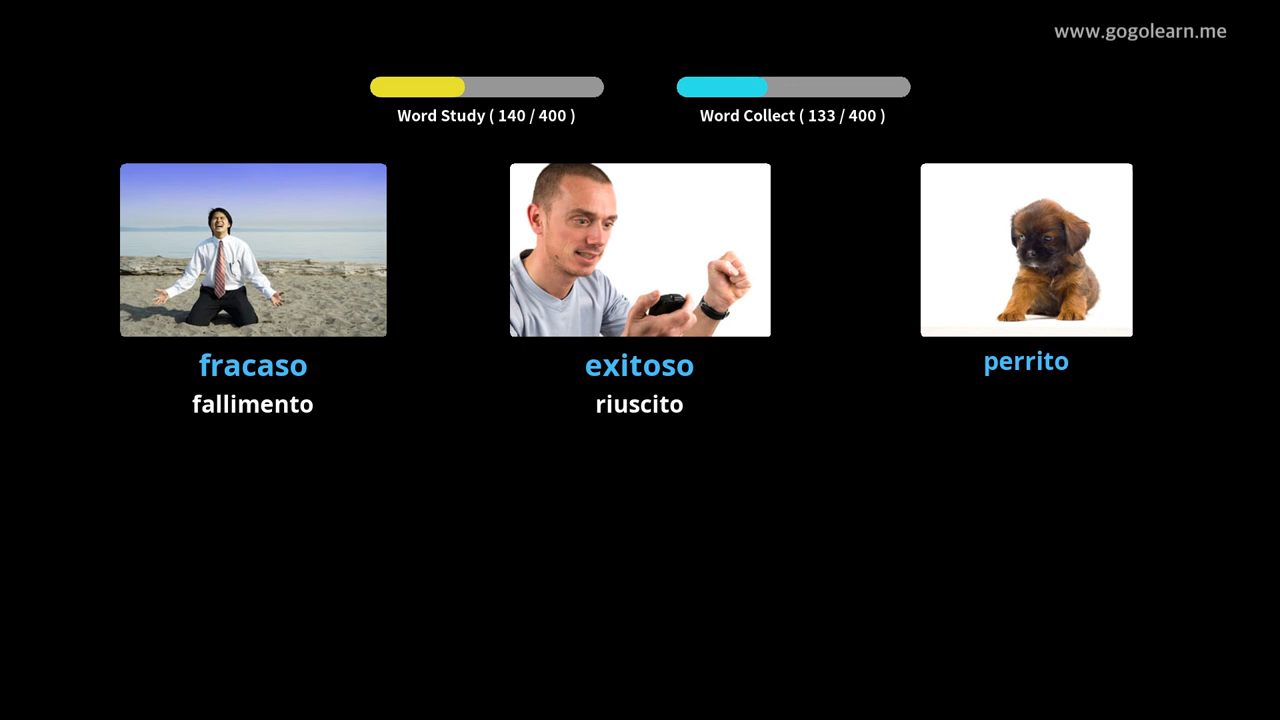 www.gogolearn.me
Word Study ( 140 / 400 )
Word Collect ( 133 / 400 )
fracaso
fallimento
exitoso
riuscito
perrito